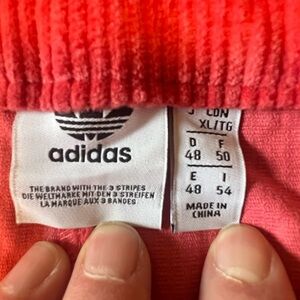 adidas
THE BRAND WITH THE 3 STRIPES
DIE WELTMARKE MIT DEN 3 STREIFEN
LA MARQUE AUX 3 BANDES
J CDN
XL/TG
D F
48 50
E I
48 54
MADE IN
CHINA